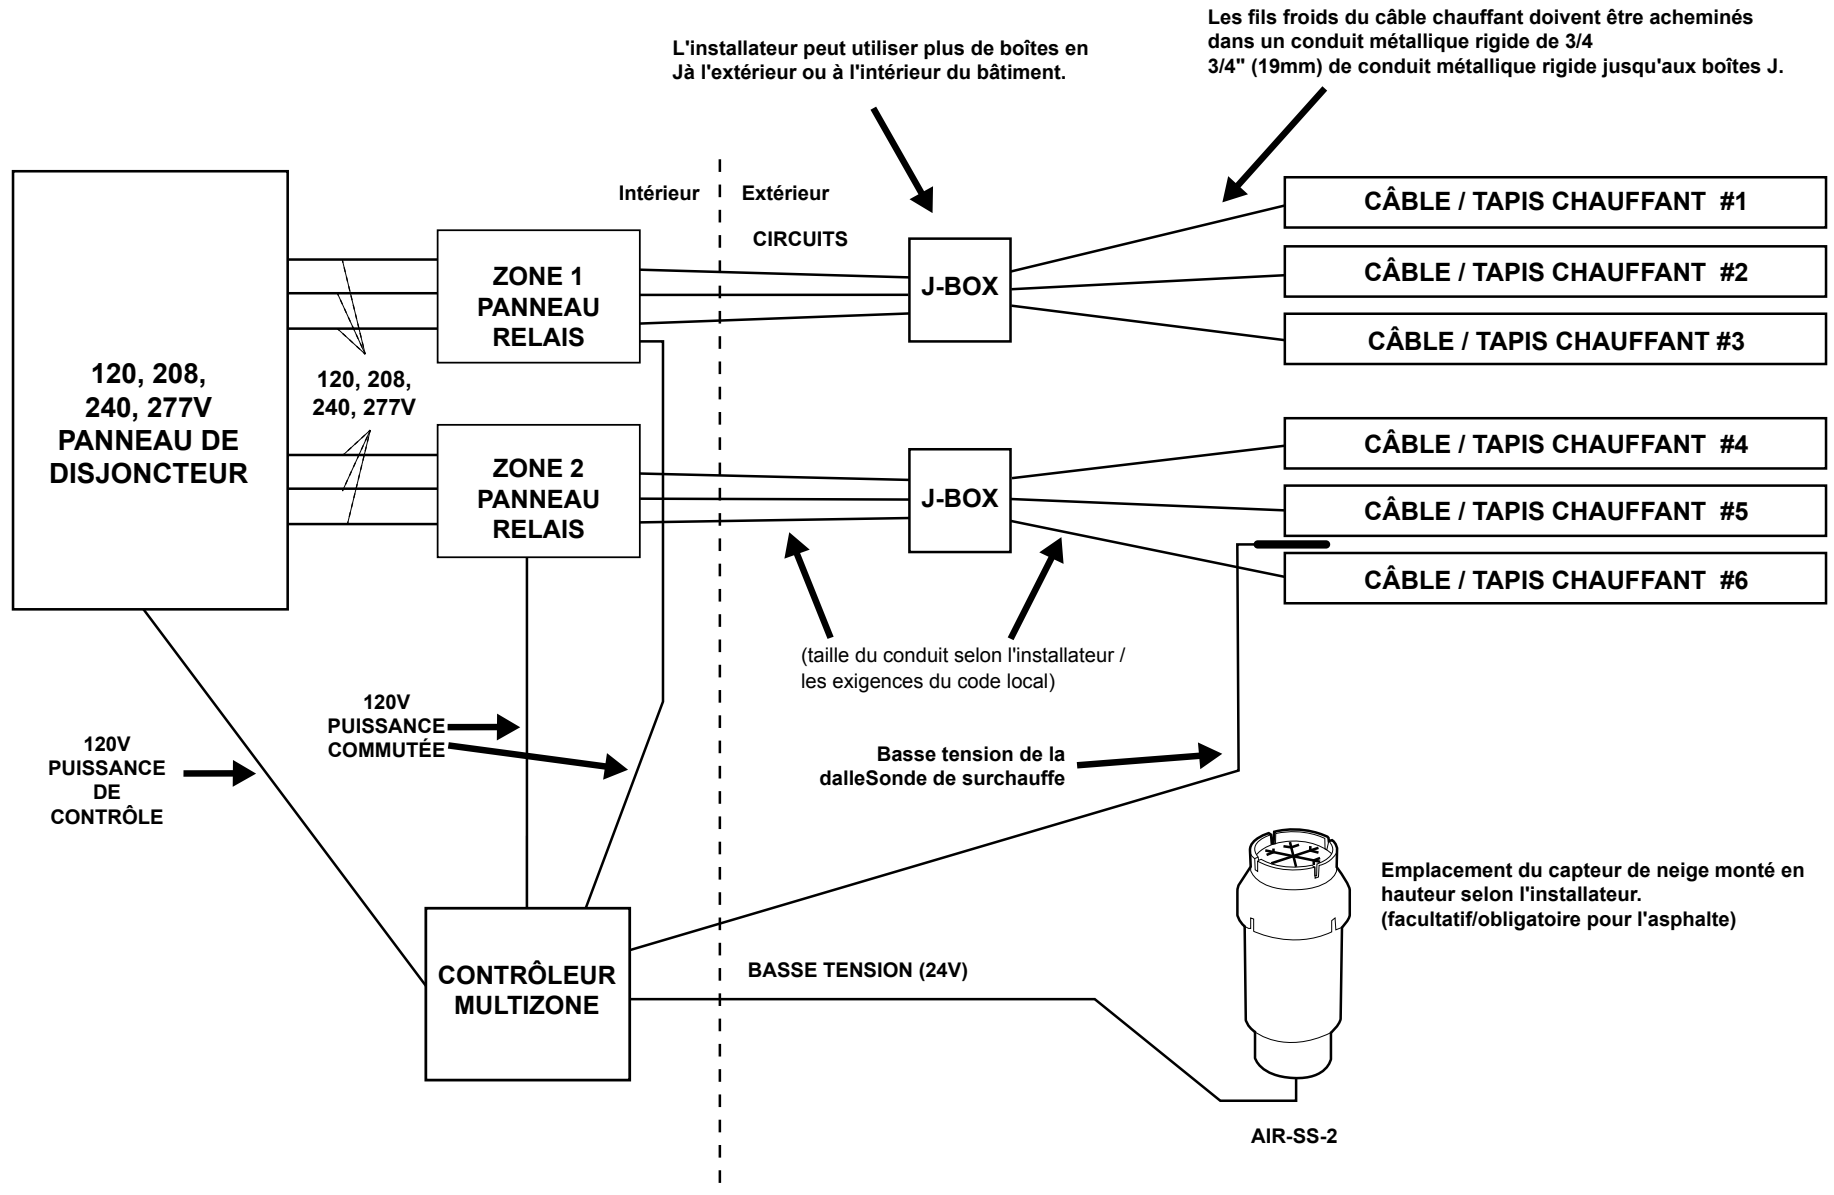 Les fils froids du câble chauffant doivent être acheminés
dans un conduit métallique rigide de 3/4
3/4" (19mm) de conduit métallique rigide jusqu'aux boîtes J.
L'installateur peut utiliser plus de boîtes en
Jà l'extérieur ou à l'intérieur du bâtiment.
Intérieur
Extérieur
CIRCUITS
120, 208,
240, 277V
PANNEAU DE
DISJONCTEUR
120, 208,
240, 277V
ZONE 1
PANNEAU
RELAIS
J-BOX
CÂBLE / TAPIS CHAUFFANT #1
CÂBLE / TAPIS CHAUFFANT #2
CÂBLE / TAPIS CHAUFFANT #3
ZONE 2
PANNEAU
RELAIS
J-BOX
CÂBLE / TAPIS CHAUFFANT #4
CÂBLE / TAPIS CHAUFFANT #5
CÂBLE / TAPIS CHAUFFANT #6
(taille du conduit selon l'installateur /
les exigences du code local)
120V
PUISSANCE
COMMUTÉE
120V
PUISSANCE
DE
CONTRÔLE
Basse tension de la
dalleSonde de surchauffe
Emplacement du capteur de neige monté en
hauteur selon l'installateur.
(facultatif/obligatoire pour l'asphalte)
CONTRÔLEUR
MULTIZONE
BASSE TENSION (24V)
AIR-SS-2